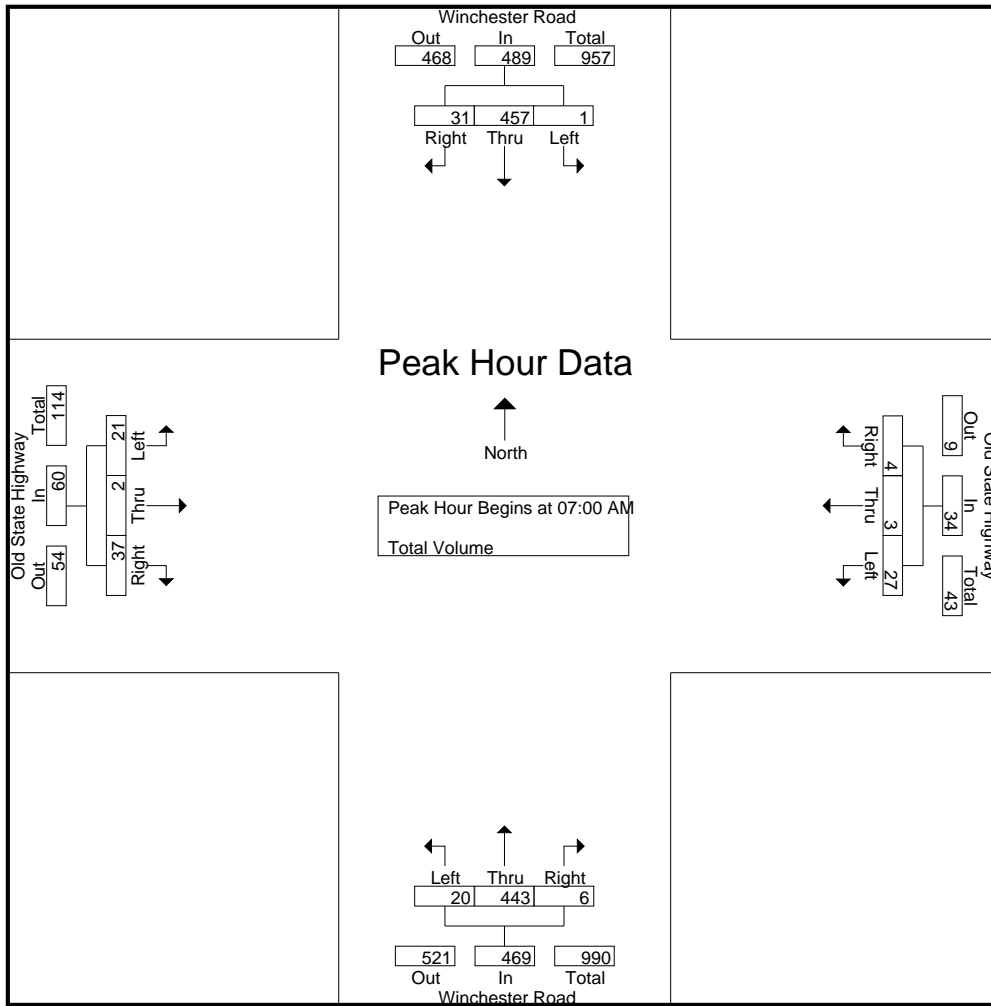 Winchester Road
Out In Total
468 489 957
31 457 1
Right Thru Left
Peak Hour Data
North
Peak Hour Begins at 07:00 AM
Total Volume
Old State Highway
Out In Total
54 60 114
37 2 21
Right Thru Left
Old State Highway
Out In Total
9 34 43
4 3 27
Right Thru Left
Left Thru Right
20 443 6
521 469 990
Out In Total
Winchester Road